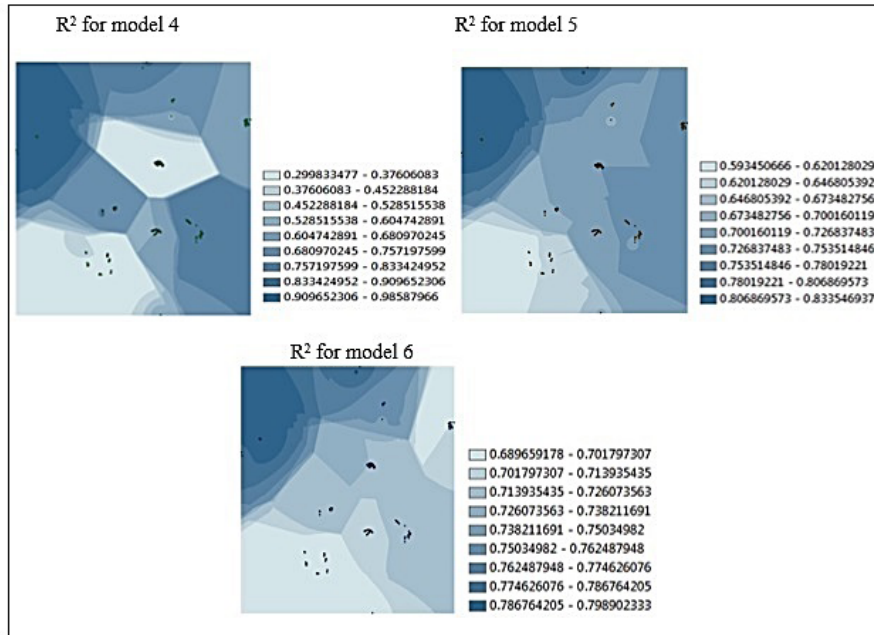 R² for model 4
0.299833477 - 0.37606083
0.37606083 - 0.452288184
0.452288184 - 0.528515538
0.528515538 - 0.604742891
0.604742891 - 0.680970245
0.680970245 - 0.757197599
0.757197599 - 0.833424952
0.833424952 - 0.909652306
0.909652306 - 0.98587966
R² for model 5
0.593450666 - 0.620128029
0.620128029 - 0.646805392
0.646805392 - 0.673482756
0.673482756 - 0.700160119
0.700160119 - 0.726837483
0.726837483 - 0.753514846
0.753514846 - 0.78019221
0.78019221 - 0.806869573
0.806869573 - 0.833546937
R² for model 6
0.689659178 - 0.701797307
0.701797307 - 0.713935435
0.713935435 - 0.726073563
0.726073563 - 0.738211691
0.738211691 - 0.75034982
0.75034982 - 0.762487948
0.762487948 - 0.774626076
0.774626076 - 0.786764205
0.786764205 - 0.798902333